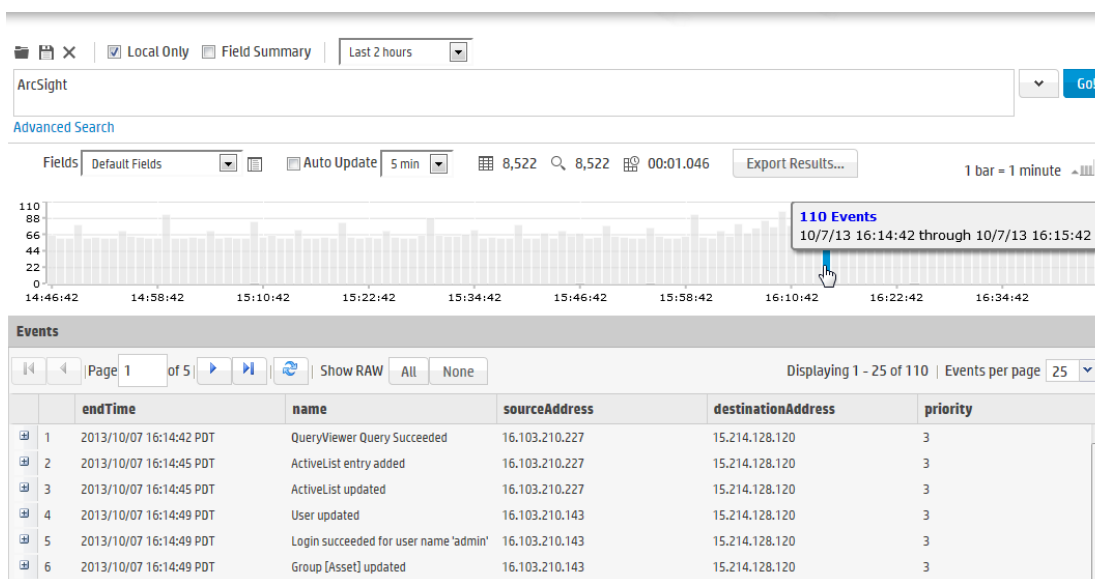 Local Only Field Summary Last 2 hours
ArcSight Go!
Advanced Search
Fields Default Fields Auto Update 5 min 8,522 8,522 00:01.046 Export Results... 1 bar = 1 minute
110
88
66
44
22
0
110 Events
10/7/13 16:14:42 through 10/7/13 16:15:42
14:46:42 14:58:42 15:10:42 15:22:42 15:34:42 15:46:42 15:58:42 16:10:42 16:22:42 16:34:42
Events
Page 1 of 5 Show RAW All None Displaying 1 - 25 of 110 Events per page 25
endTime name sourceAddress destinationAddress priority
1 2013/10/07 16:14:42 PDT QueryViewer Query Succeeded 16.103.210.227 15.214.128.120 3
2 2013/10/07 16:14:45 PDT ActiveList entry added 16.103.210.227 15.214.128.120 3
3 2013/10/07 16:14:45 PDT ActiveList updated 16.103.210.227 15.214.128.120 3
4 2013/10/07 16:14:49 PDT User updated 16.103.210.143 15.214.128.120 3
5 2013/10/07 16:14:49 PDT Login succeeded for user name 'admin' 16.103.210.143 15.214.128.120 3
6 2013/10/07 16:14:49 PDT Group [Asset] updated 16.103.210.143 15.214.128.120 3